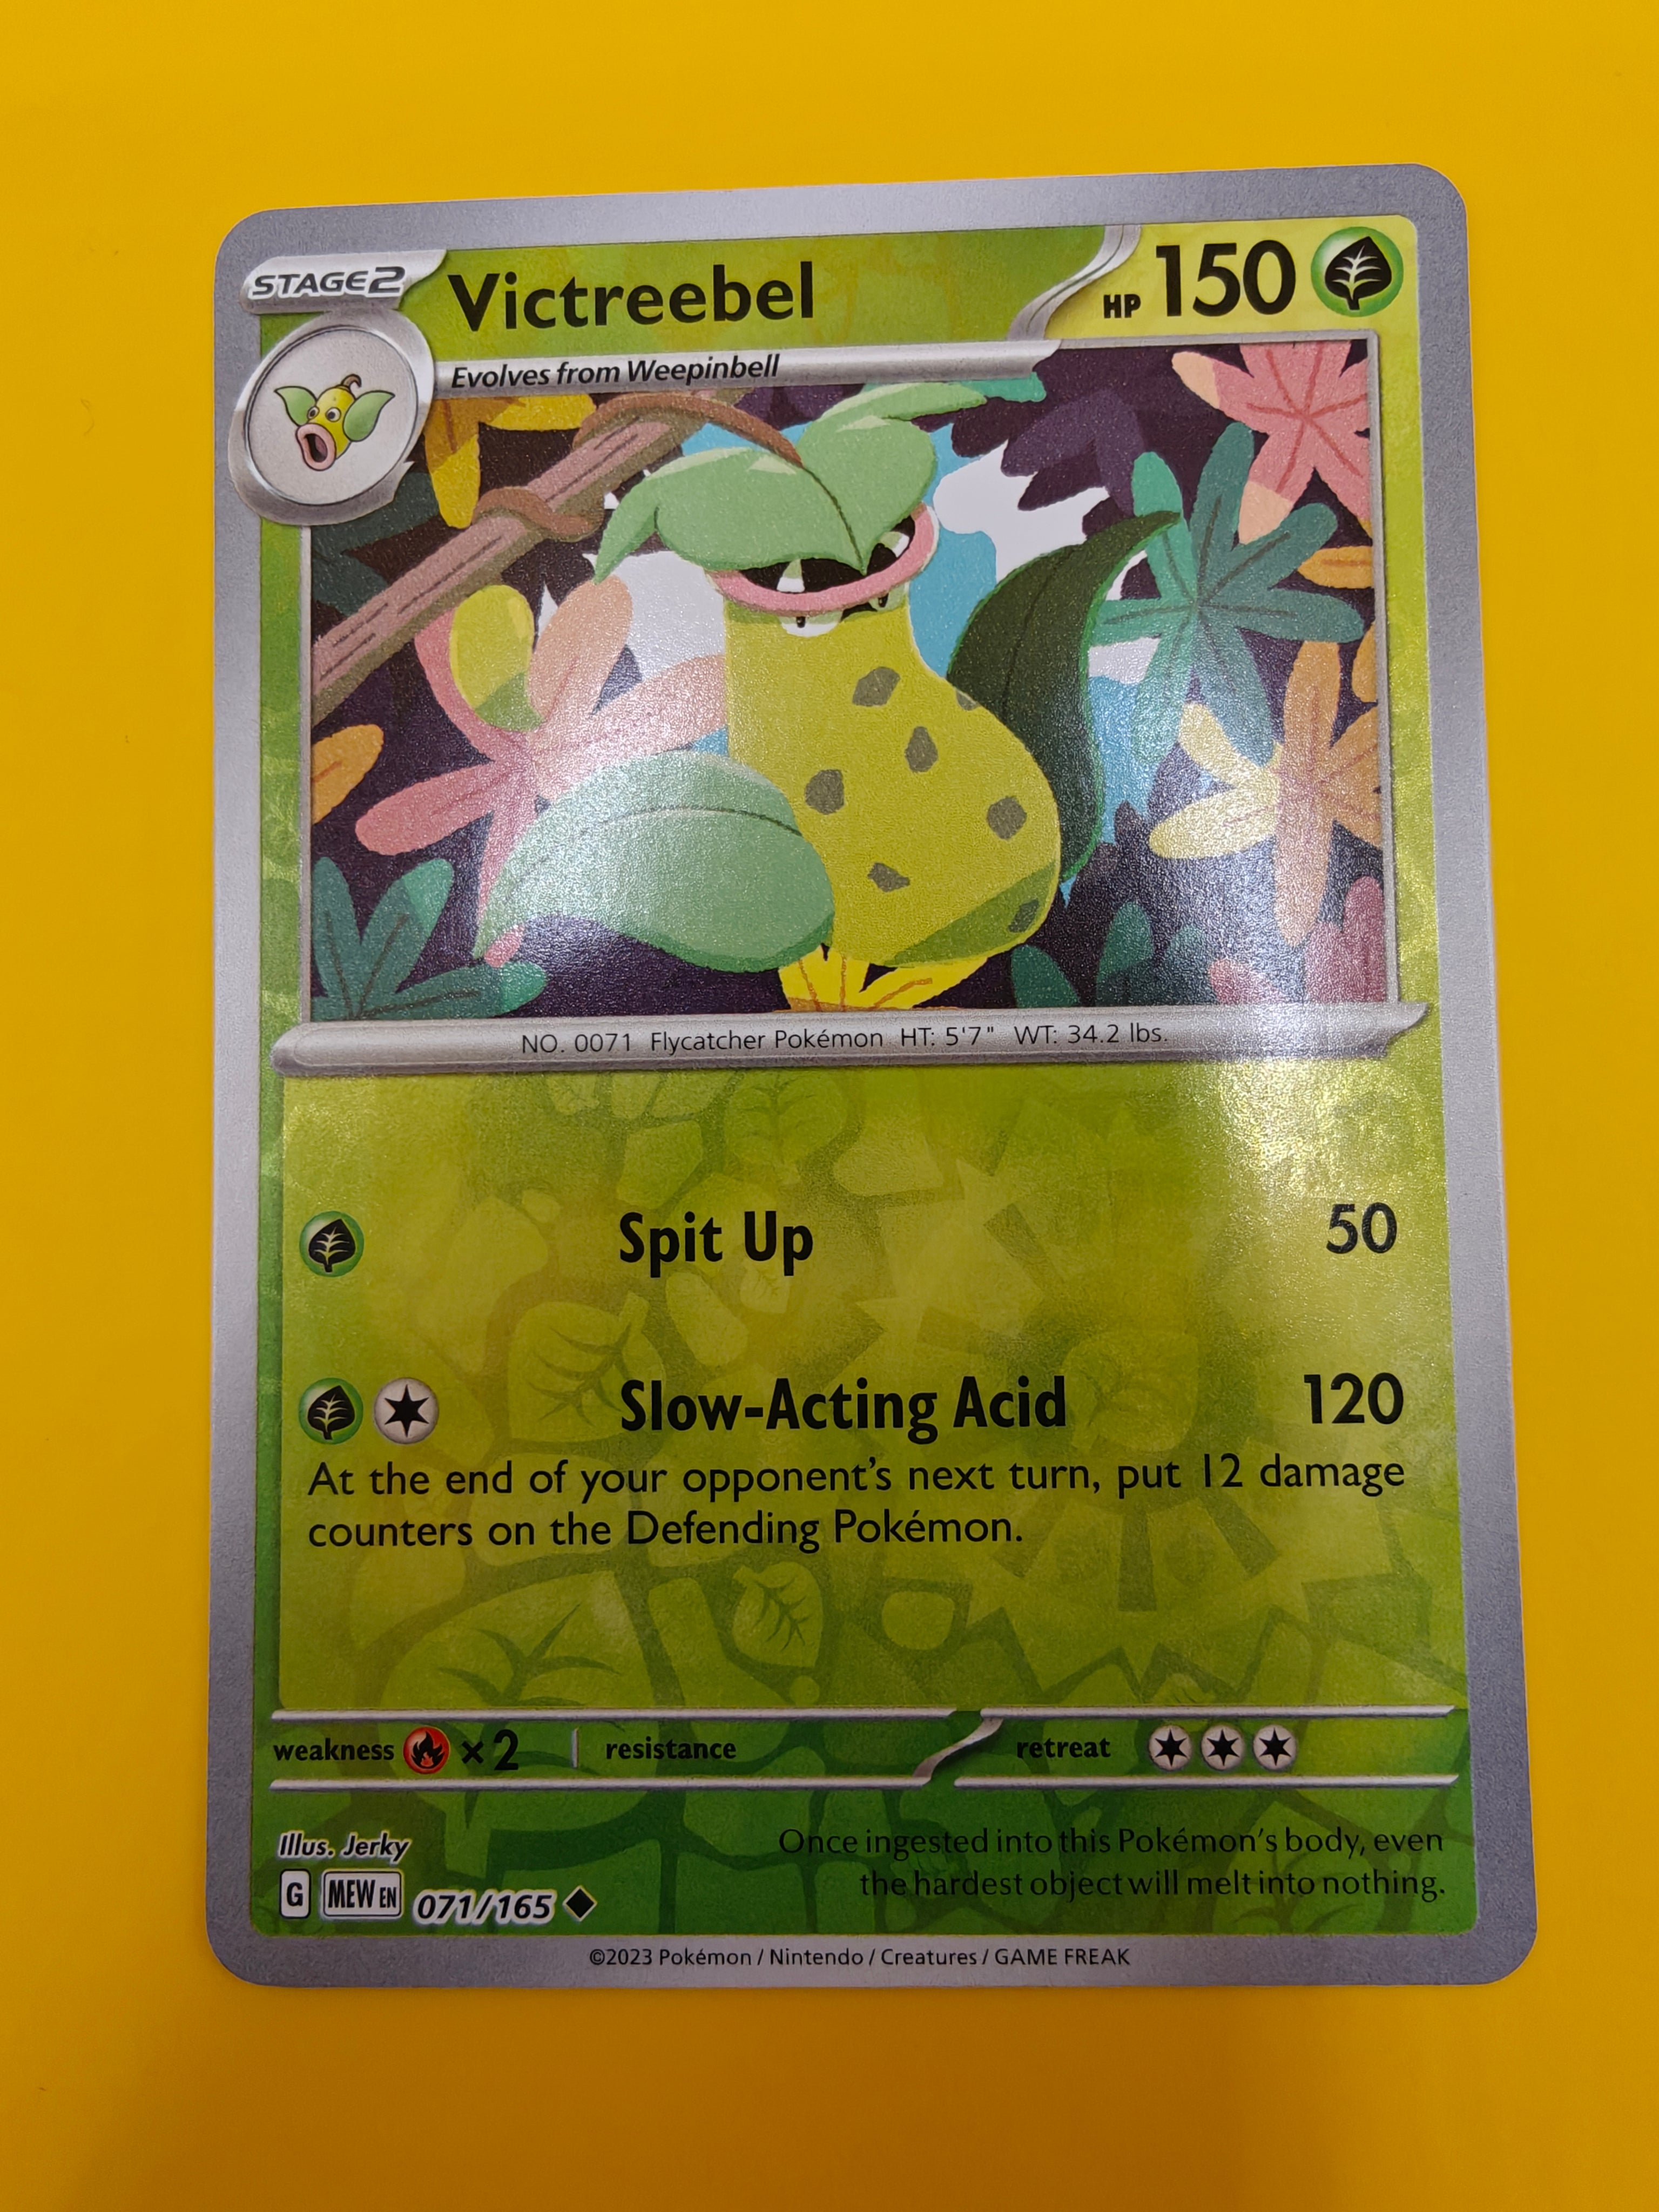 STAGE2 Victreebel HP 150
Evolves from Weepinbell
NO. 0071 Flycatcher Pokémon HT: 5'7" WT: 34.2 lbs.
Spit Up 50
Slow-Acting Acid 120
At the end of your opponent's next turn, put 12 damage
counters on the Defending Pokémon.
weakness ×2 resistance retreat
Illus. Jerky
Once ingested into this Pokémon's body, even
the hardest object will melt into nothing.
G MEW EN 071/165
©2023 Pokémon / Nintendo / Creatures / GAME FREAK